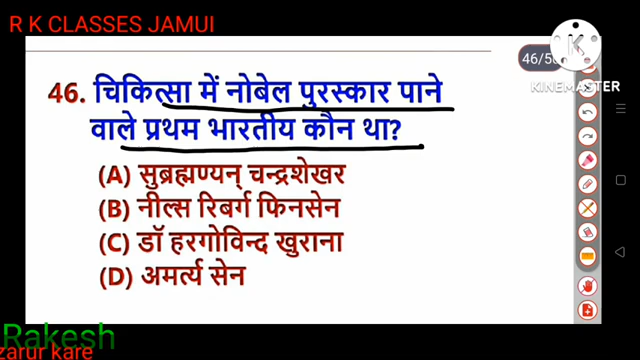 R K CLASSES JAMUI
46/50
46. चिकित्सा में नोबेल पुरस्कार पाने
वाले प्रथम भारतीय कौन था?
(A) सुब्रह्मण्यन् चन्द्रशेखर
(B) नील्स रिबर्ग फिनसेन
(C) डॉ हरगोविन्द खुराना
(D) अमर्त्य सेन
K
KINEMASTER
Rakesh
zarur kare